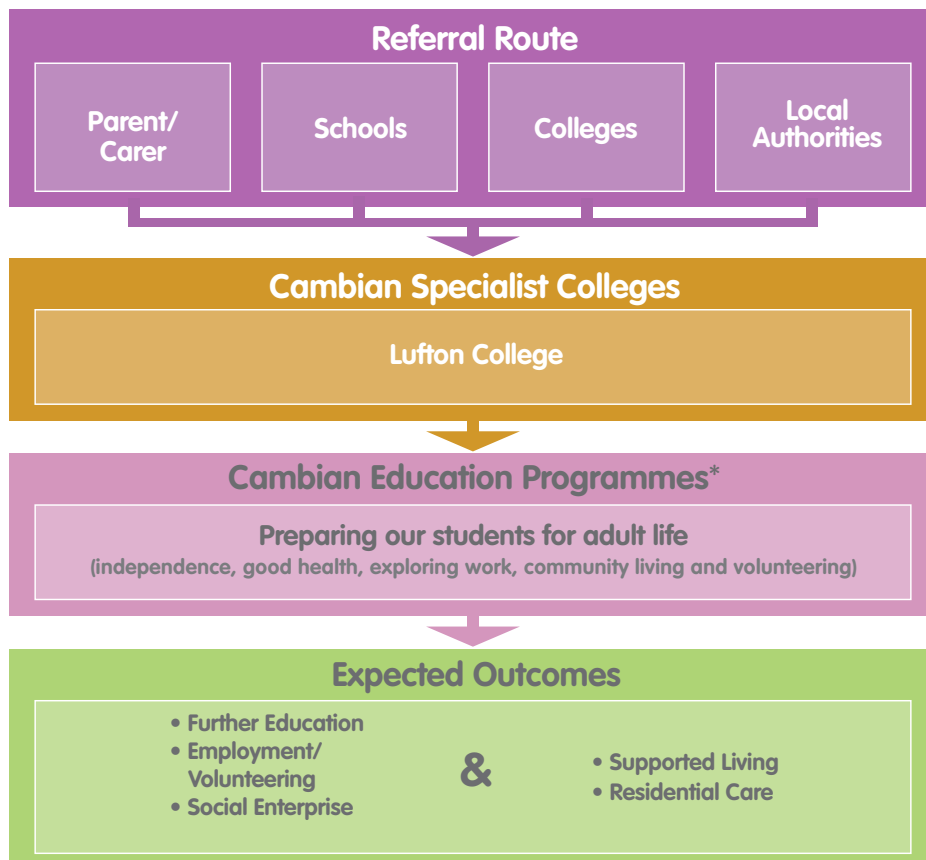 Referral Route
Parent/
Carer
Schools
Colleges
Local
Authorities
Cambian Specialist Colleges
Lufton College
Cambian Education Programmes*
Preparing our students for adult life
(independence, good health, exploring work, community living and volunteering)
Expected Outcomes
• Further Education
• Employment/
Volunteering
• Social Enterprise
&
• Supported Living
• Residential Care